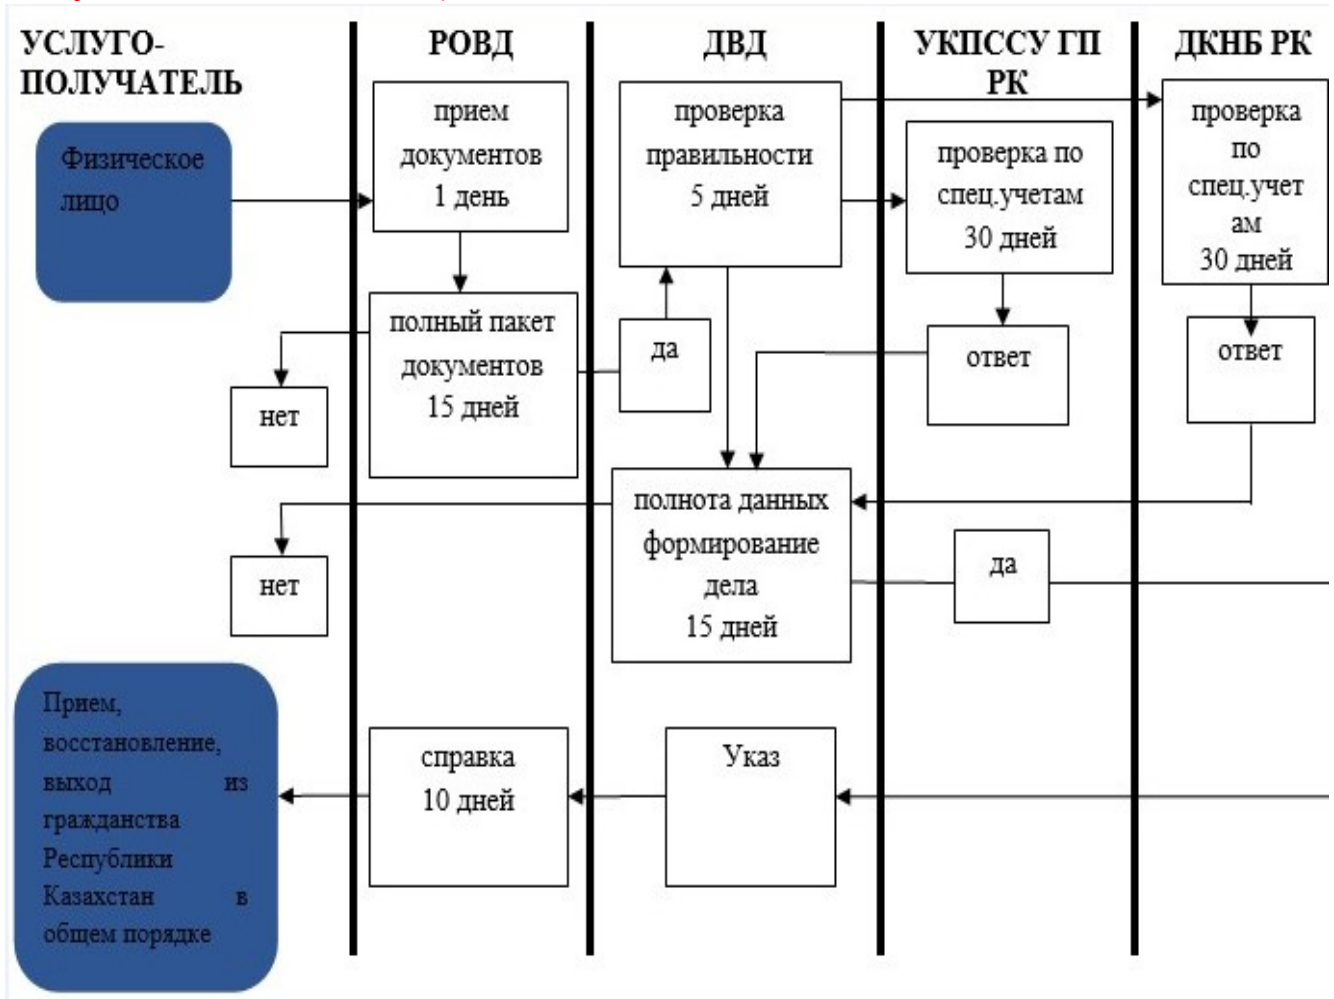 УСЛУГО-
ПОЛУЧАТЕЛЬ
РОВД
ДВД
УКПССУ ГП
РК
ДКНБ РК
Физическое
лицо
прием
документов
1 день
проверка
правильности
5 дней
проверка по
спец.учетам
30 дней
проверка
по
спец.учет
ам
30 дней
полный пакет
документов
15 дней
да
ответ
ответ
нет
полнота данных
формирование
дела
15 дней
да
нет
Прием,
восстановление,
выход из
гражданства
Республики
Казахстан в
общем порядке
справка
10 дней
Указ